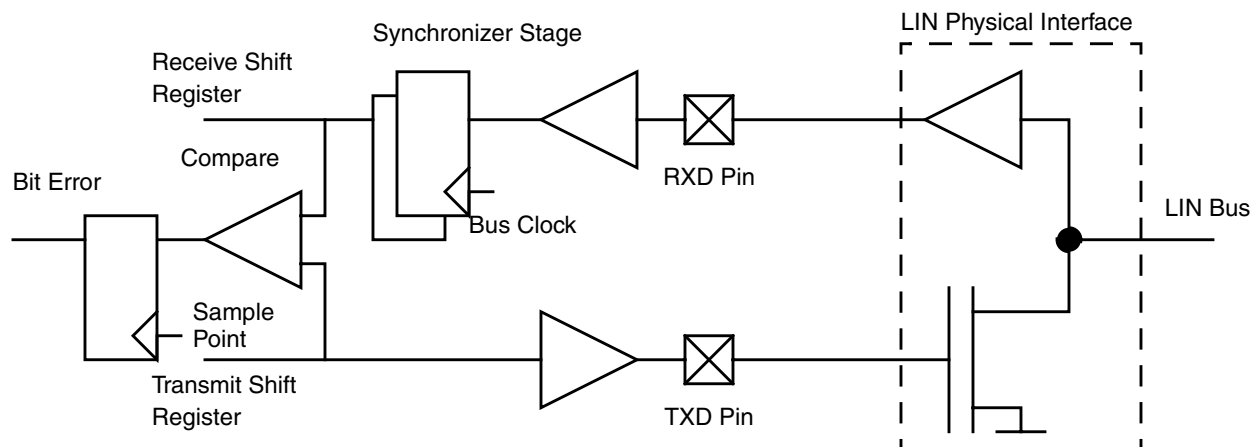 LIN Physical Interface
Synchronizer Stage
Receive Shift
Register
Compare
RXD Pin
Bit Error
LIN Bus
Bus Clock
Sample
Point
Transmit Shift
Register
TXD Pin